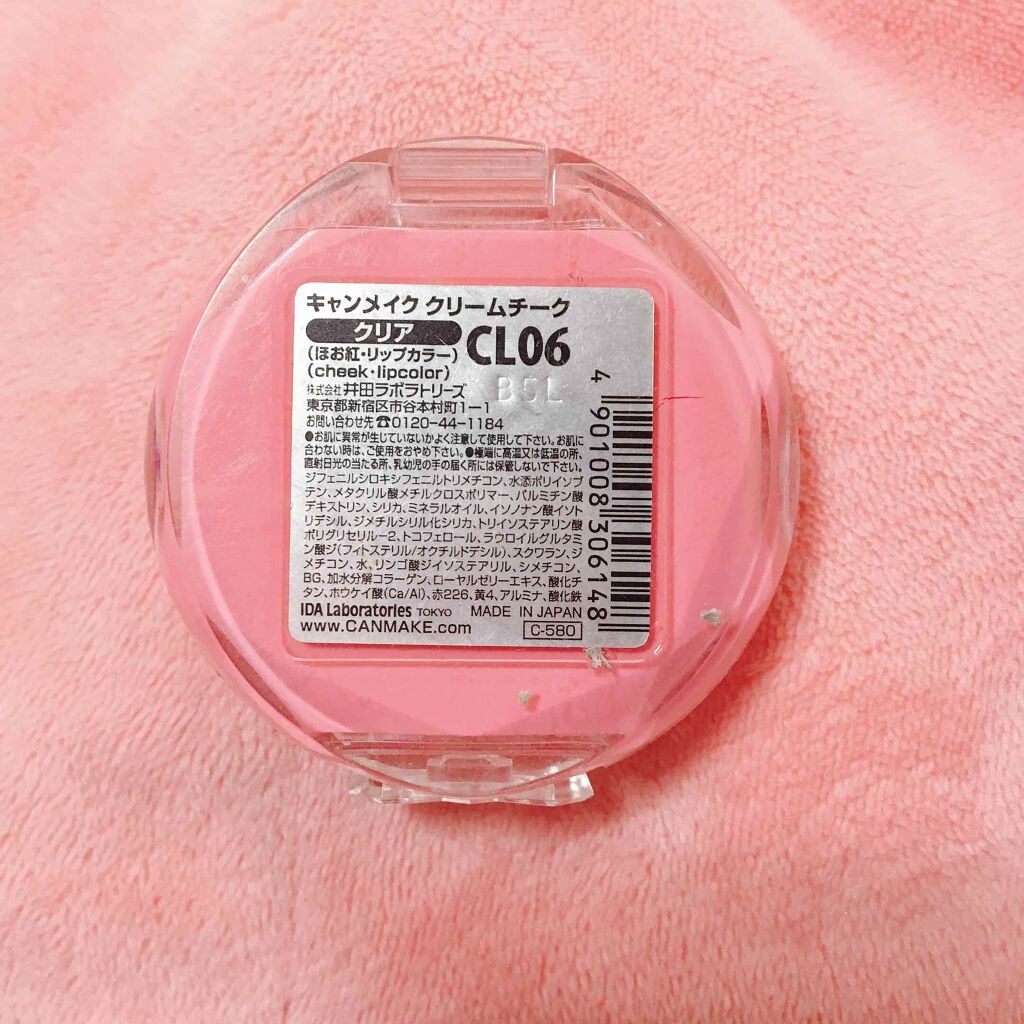 キャンメイク クリームチーク
クリア
CL06
(ほお紅・リップカラー)
(cheek・lipcolor)
株式会社 井田ラボラトリーズ
B5L
東京都新宿区市谷本村町1−1
お問い合わせ先☎0120-44-1184
●お肌に異常が生じていないかよく注意して使用して下さい。お肌に
合わない時は、ご使用をおやめ下さい。●極端に高温又は低温の所、
直射日光の当たる所、乳幼児の手の届く所には保管しないで下さい。
ジフェニルシロキシフェニルトリメチコン、水添ポリイソブ
テン、メタクリル酸メチルクロスポリマー、パルミチン酸
デキストリン、シリカ、ミネラルオイル、イソノナン酸イソト
リデシル、ジメチルシリル化シリカ、トリイソステアリン酸
ポリグリセリル−2、トコフェロール、ラウロイルグルタミ
ン酸ジ(フィトステリル/オクチルドデシル)、スクワラン、ジ
メチコン、水、リンゴ酸ジイソステアリル、シメチコン、
BG、加水分解コラーゲン、ローヤルゼリーエキス、酸化チ
タン、ホウケイ酸(Ca/Al)、赤226、黄4、アルミナ、酸化鉄
IDA Laboratories TOKYO MADE IN JAPAN
www.CANMAKE.com C-580
4 901008 306148